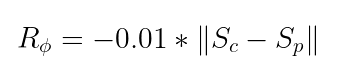 R_ϕ = −0.01 * ‖S_c − S_p‖